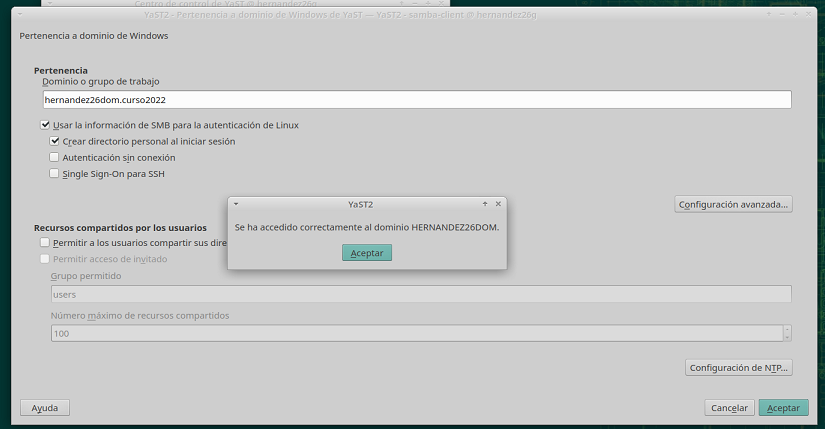 Centro de control de YaST @ hernandez26g
YaST2 - Pertenencia a dominio de Windows de YaST — YaST2 - samba-client @ hernandez26g
Pertenencia a dominio de Windows
Pertenencia
Dominio o grupo de trabajo
hernandez26dom.curso2022
Usar la información de SMB para la autenticación de Linux
Crear directorio personal al iniciar sesión
Autenticación sin conexión
Single Sign-On para SSH
Configuración avanzada...
YaST2
Se ha accedido correctamente al dominio HERNANDEZ26DOM.
Aceptar
Recursos compartidos por los usuarios
Permitir a los usuarios compartir sus dire
Permitir acceso de invitado
Grupo permitido
users
Número máximo de recursos compartidos
100
Configuración de NTP...
Ayuda
Cancelar
Aceptar